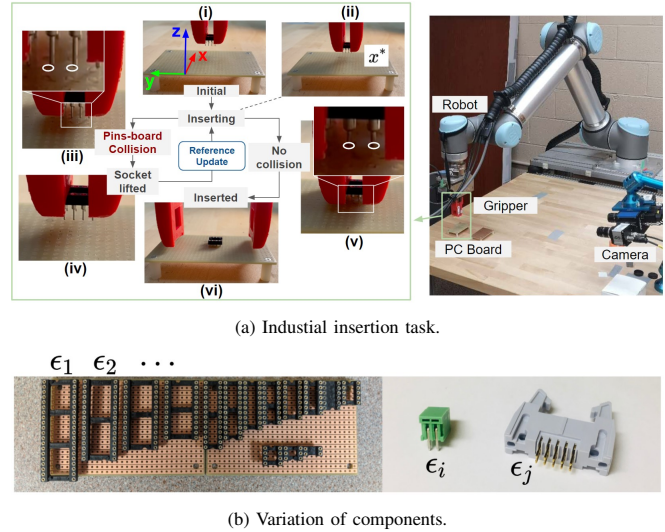 (i)
(ii)
z
x
y
x*
Initial
Inserting
(iii)
Pins-board
Collision
Reference
Update
No
collision
Socket
lifted
Inserted
(iv)
(v)
(vi)
Robot
Gripper
PC Board
Camera
(a) Industial insertion task.
ϵ1 ϵ2 ···
ϵi
ϵj
(b) Variation of components.